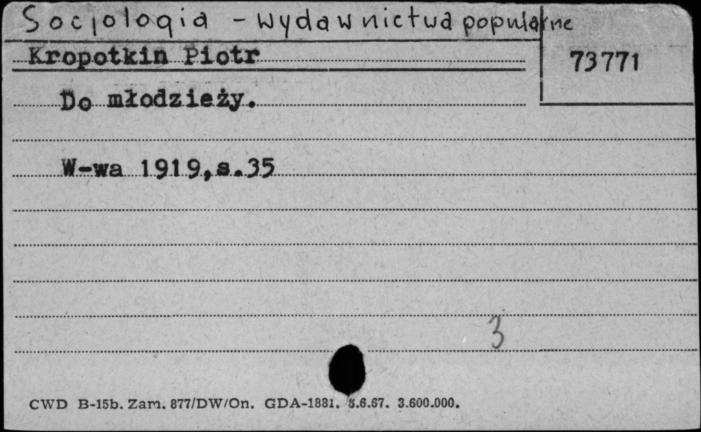 Socjologia - wydawnictwa popularne
Kropotkin Piotr
73771
Do młodzieży.
W-wa 1919,s.35
3
CWD B-15b. Zam. 877/DW/On. GDA-1881. 5.6.67. 3.600.000.